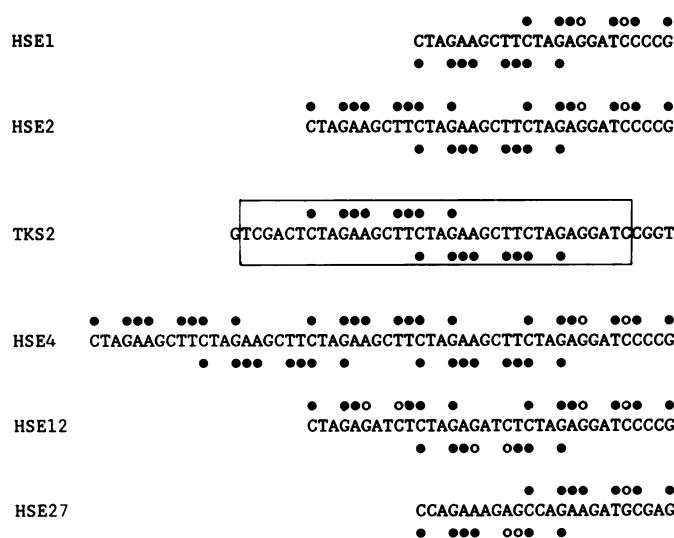 HSE1 CTAGAAGCTTCTAGAGGATCCCCG
HSE2 CTAGAAGCTTCTAGAAGCTTCTAGAGGATCCCCG
TKS2 GTCGACTCTAGAAGCTTCTAGAAGCTTCTAGAGGATCCGGT
HSE4 CTAGAAGCTTCTAGAAGCTTCTAGAAGCTTCTAGAAGCTTCTAGAGGATCCCCG
HSE12 CTAGAGATCTCTAGAGATCTCTAGAGGATCCCCG
HSE27 CCAGAAAGAGCCAGAAGATGCGAG